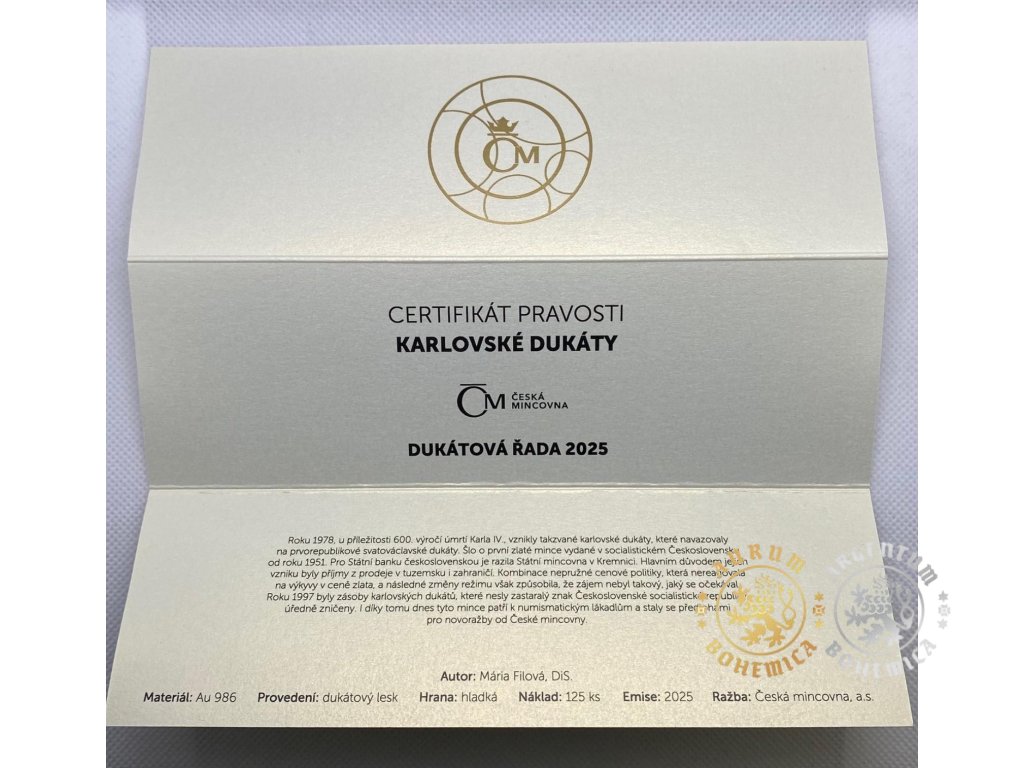 ČM
CERTIFIKÁT PRAVOSTI
KARLOVSKÉ DUKÁTY
ČM ČESKÁ MINCOVNA
DUKÁTOVÁ ŘADA 2025
Roku 1978, u příležitosti 600. výročí úmrtí Karla IV., vznikly takzvané karlovské dukáty, které navazovaly
na prvorepublikové svatováclavské dukáty. Šlo o první zlaté mince vydané v socialistickém Československu
od roku 1951. Pro Státní banku československou je razila Státní mincovna v Kremnici. Hlavním důvodem jejich
vzniku byly příjmy z prodeje v tuzemsku i zahraničí. Kombinace nepružné cenové politiky, která nereagovala
na výkyvy v ceně zlata, a následné změny režimu však způsobila, že zájem nebyl takový, jaký se očekával.
Roku 1997 byly zásoby karlovských dukátů, které nesly zastaralý znak Československé socialistické republiky
úředně zničeny. I díky tomu dnes tyto mince patří k numismatickým lákadlům a staly se předlohami
pro novoražby od České mincovny.
AURUM BOHEMICA
ARGENTUM BOHEMICA
Autor: Mária Filová, DiS.
Materiál: Au 986 Provedení: dukátový lesk Hrana: hladká Náklad: 125 ks Emise: 2025 Ražba: Česká mincovna, a.s.